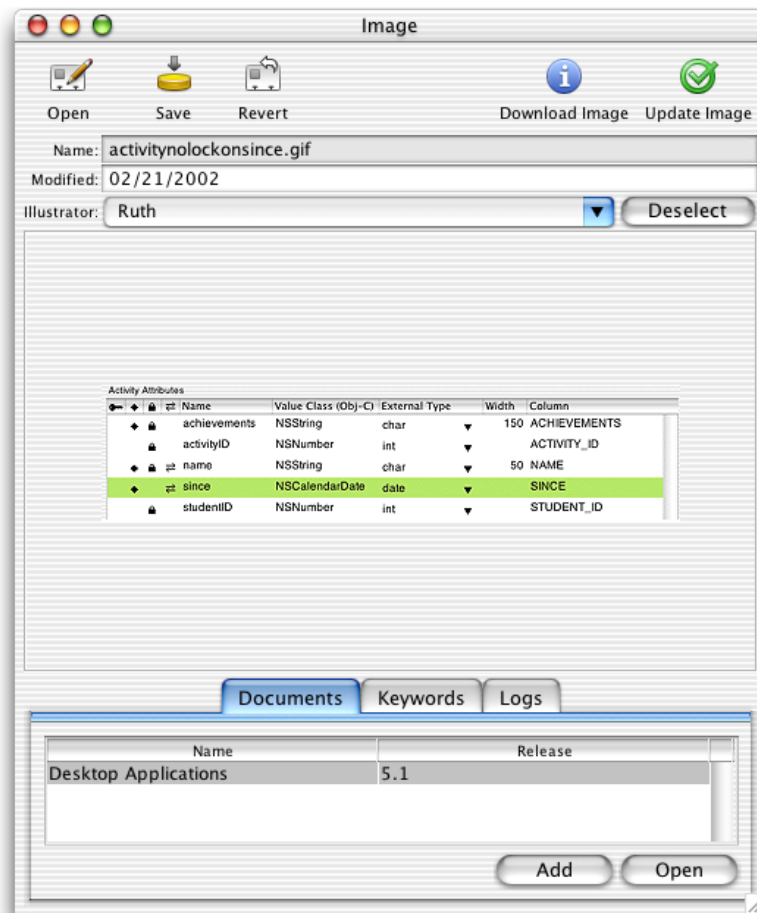 Image
Open Save Revert Download Image Update Image
Name: activitynolockonsince.gif
Modified: 02/21/2002
Illustrator: Ruth Deselect
Activity Attributes
Name Value Class (Obj-C) External Type Width Column
achievements NSString char 150 ACHIEVEMENTS
activityID NSNumber int ACTIVITY_ID
name NSString char 50 NAME
since NSCalendarDate date SINCE
studentID NSNumber int STUDENT_ID
Documents Keywords Logs
Name Release
Desktop Applications 5.1
Add Open